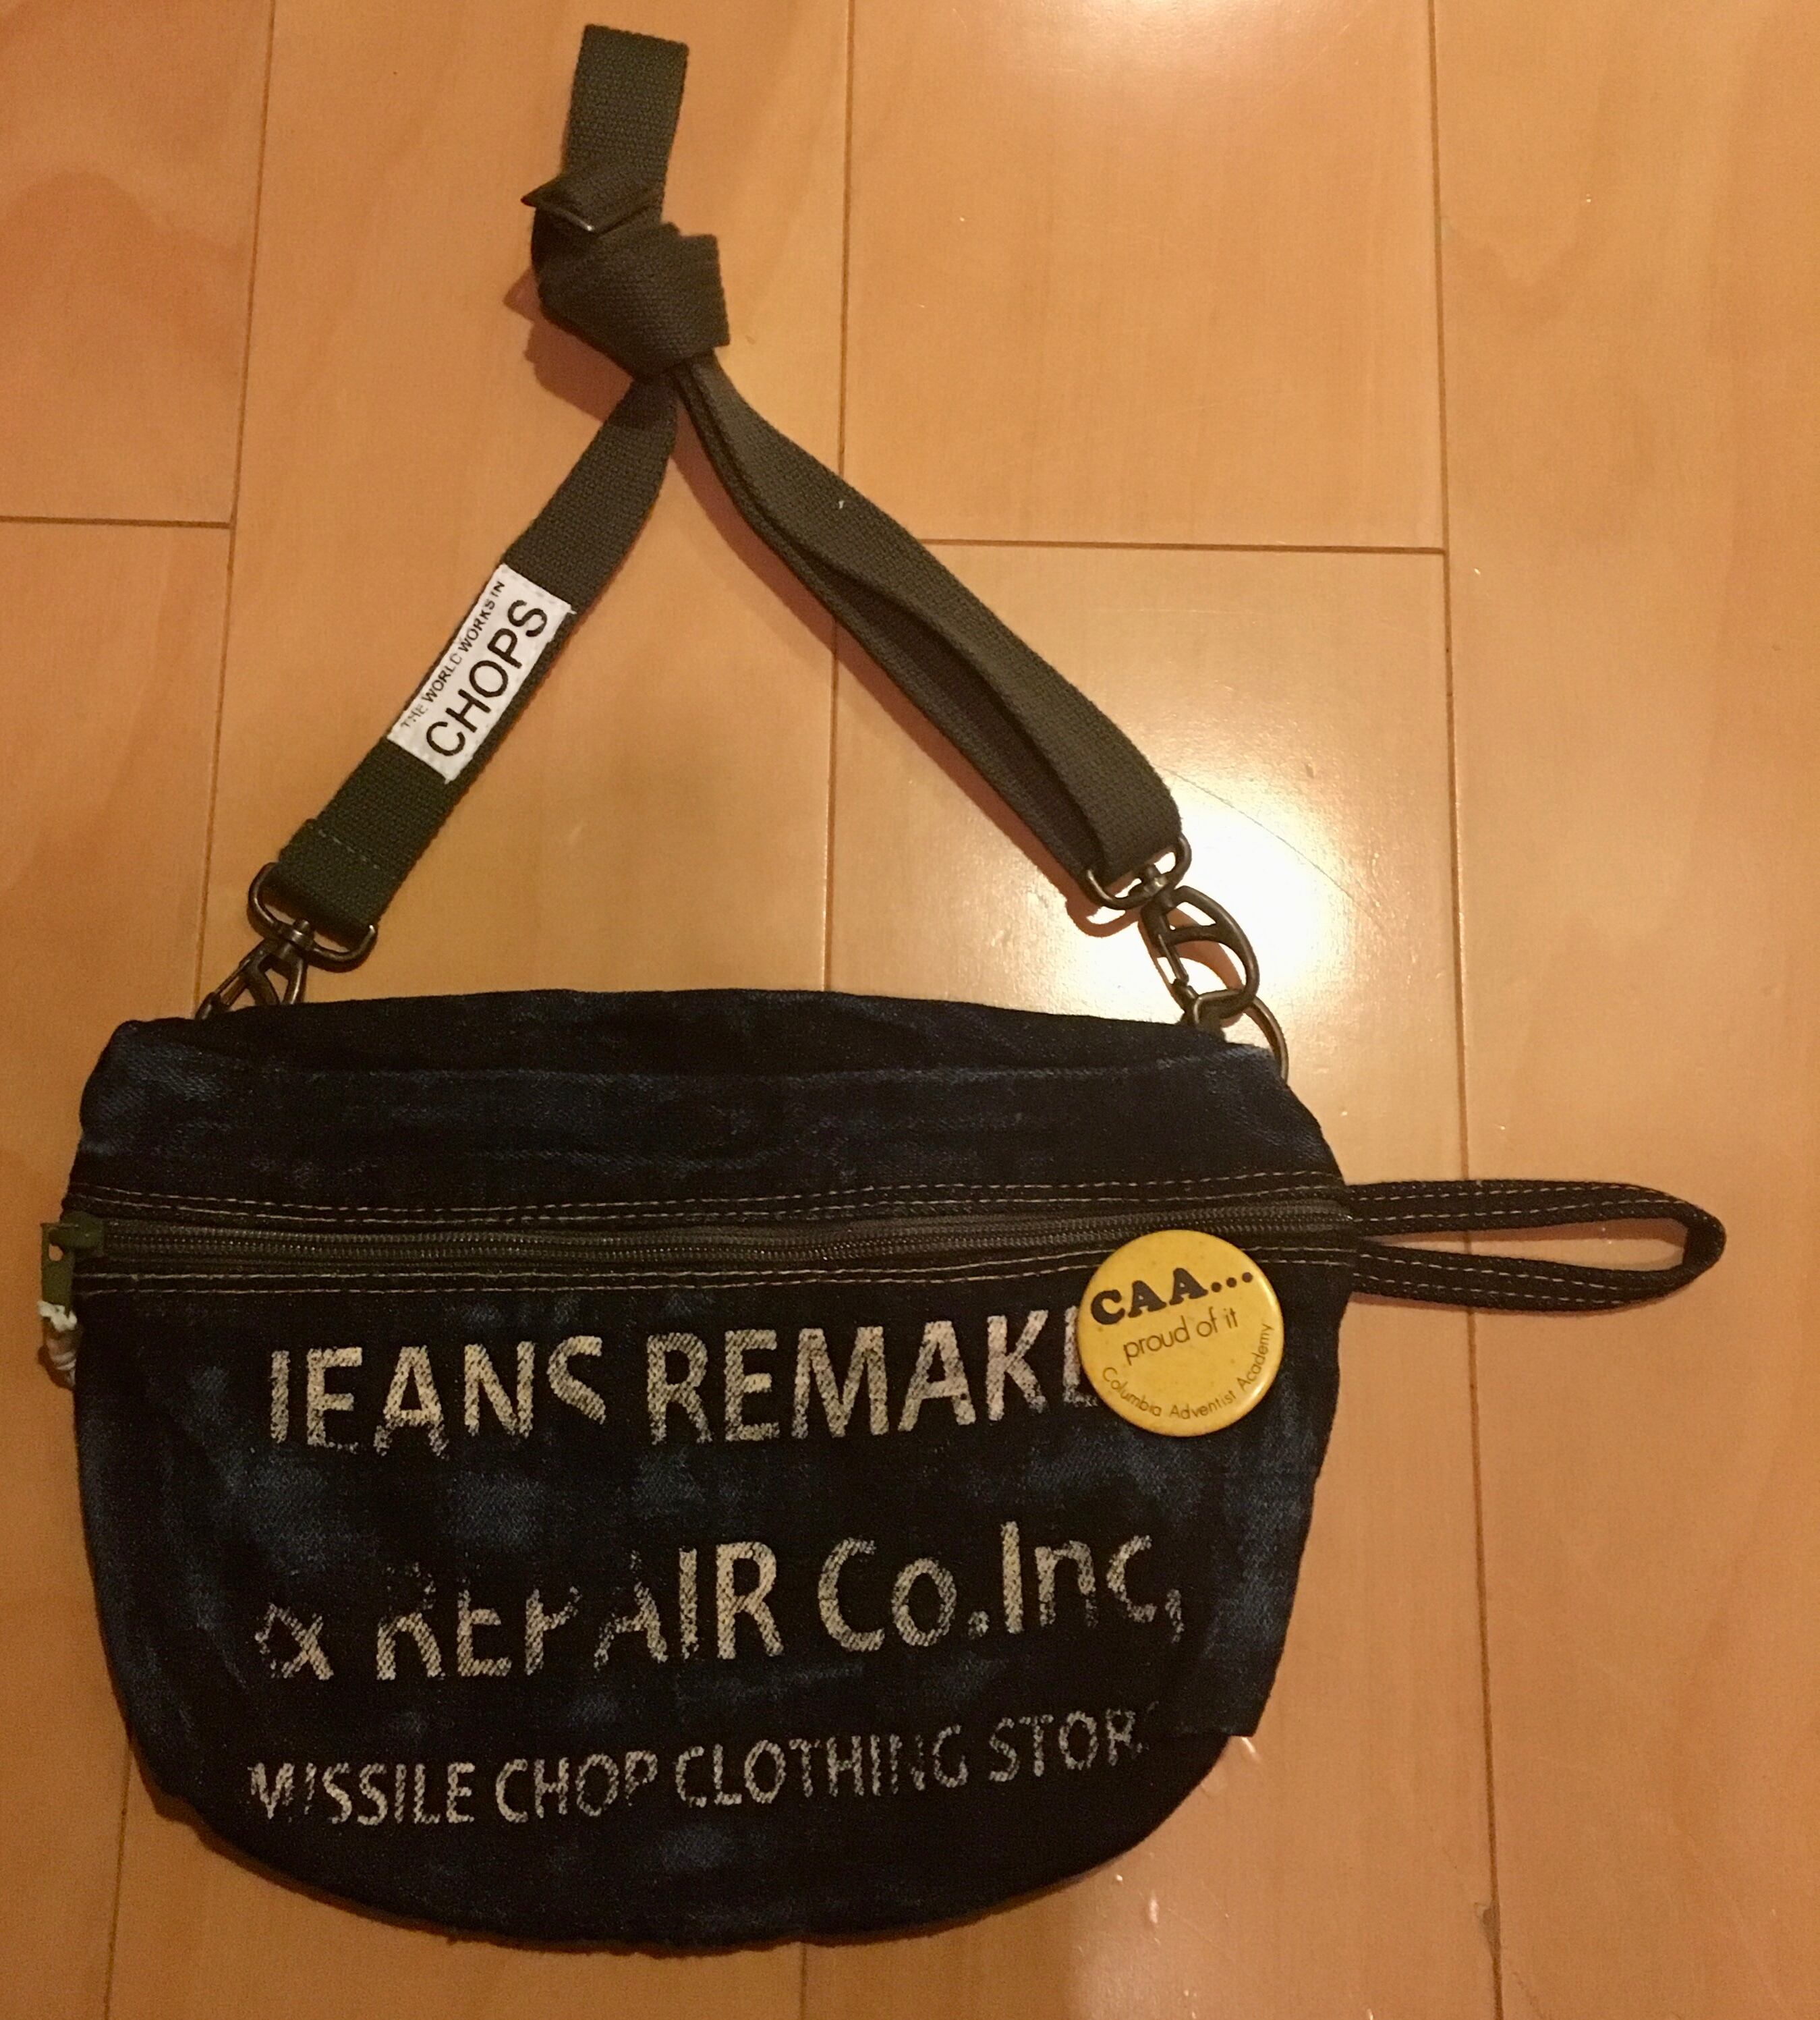 THE WORLD WORKS IN
CHOPS
CAA...
proud of it
Columbia Adventist Academy
JEANS REMAKE
& REPAIR Co.Inc,
MISSILE CHOP CLOTHING STORE